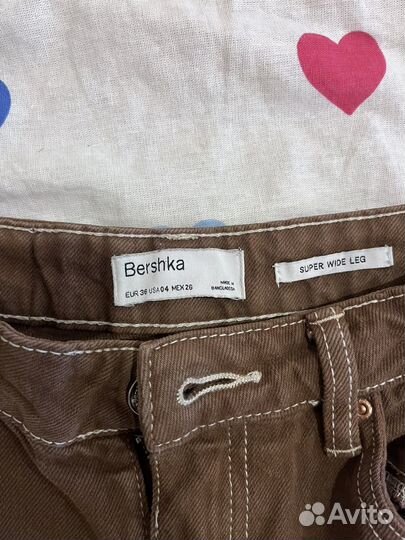 Bershka
EUR 36 USA 04 MEX 26
MADE IN
BANGLADESH
SUPER WIDE LEG
Avito